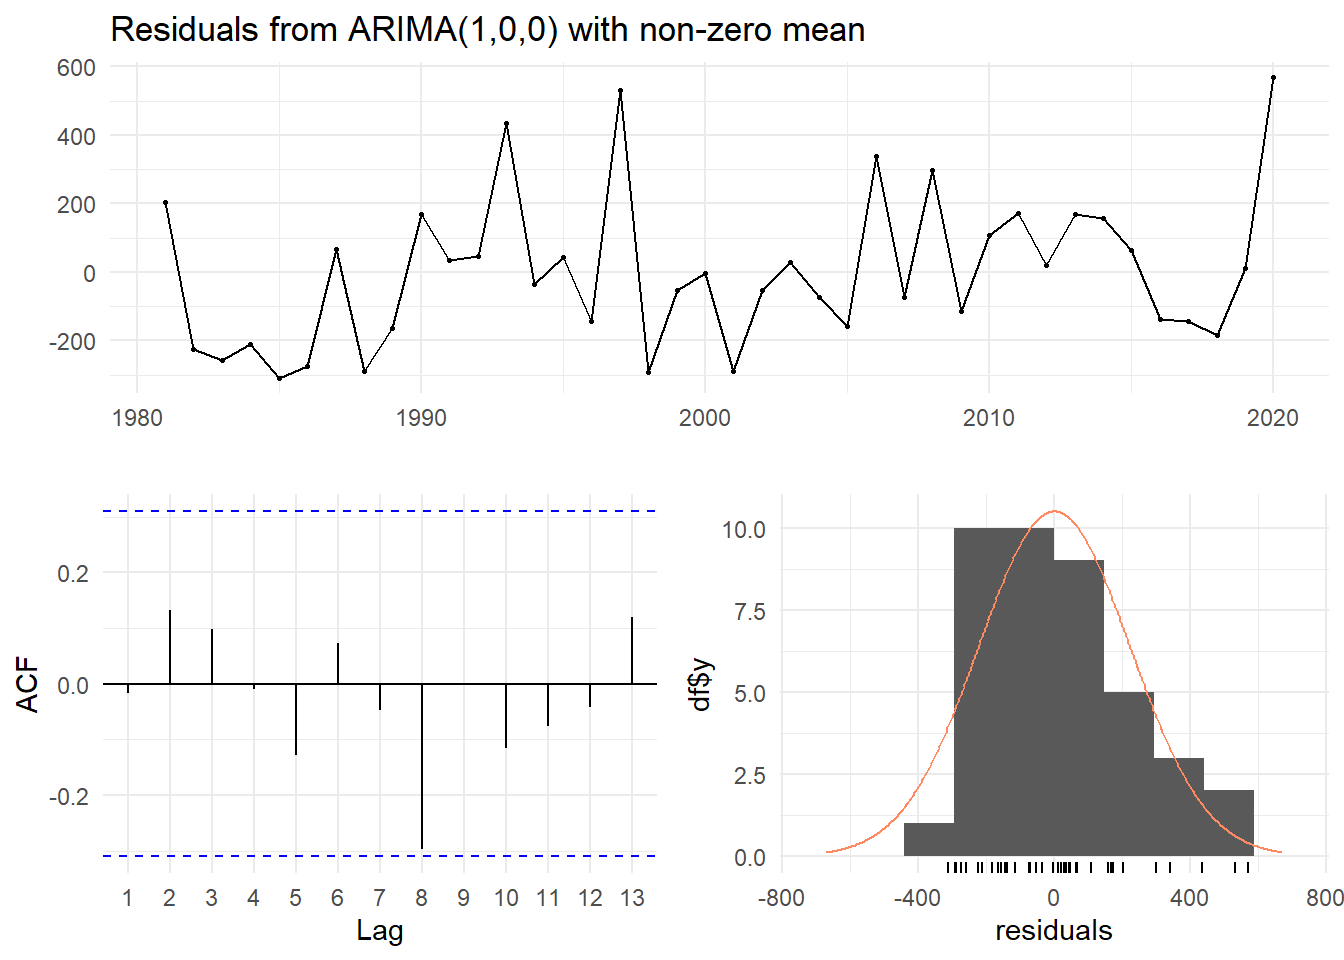 Residuals from ARIMA(1,0,0) with non-zero mean
600
400
200
0
-200
1980 1990 2000 2010 2020
ACF
0.2
0.0
-0.2
1 2 3 4 5 6 7 8 9 10 11 12 13
Lag
df$y
10.0
7.5
5.0
2.5
0.0
-800 -400 0 400 800
residuals